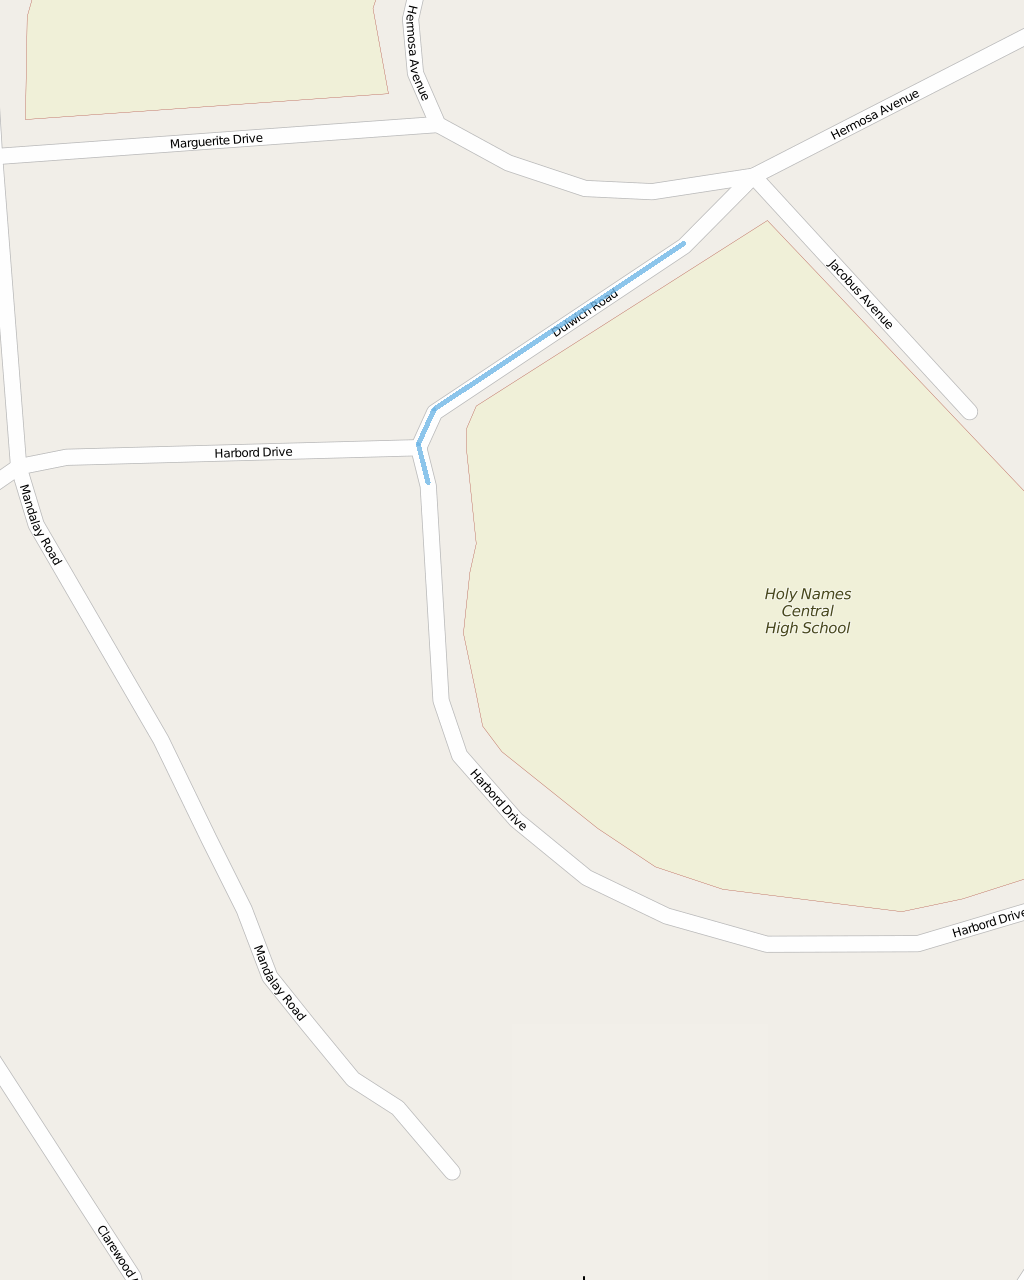 Hermosa Avenue
Hermosa Avenue
Marguerite Drive
Jacobus Avenue
Dulwich Road
Harbord Drive
Mandalay Road
Holy Names
Central
High School
Harbord Drive
Harbord Drive
Mandalay Road
Clarewood